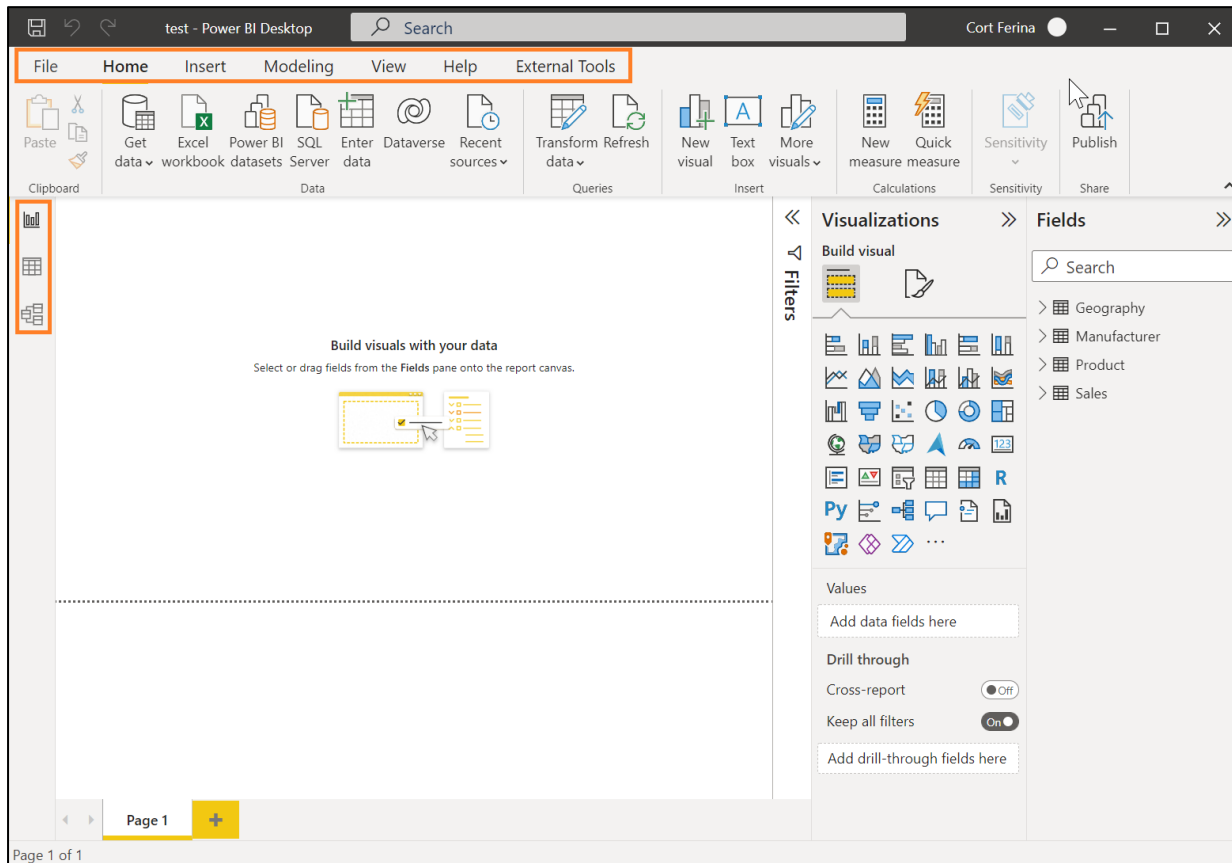 test - Power BI Desktop
Search
Cort Ferina
File Home Insert Modeling View Help External Tools
Paste
Get data
Excel workbook
Power BI datasets
SQL Server
Enter data
Dataverse
Recent sources
Transform data
Refresh
New visual
Text box
More visuals
New measure
Quick measure
Sensitivity
Publish
Clipboard
Data
Queries
Insert
Calculations
Sensitivity
Share
Build visuals with your data
Select or drag fields from the Fields pane onto the report canvas.
Filters
Visualizations
Build visual
A
X
123
R
Py
Values
Add data fields here
Drill through
Cross-report
Off
Keep all filters
On
Add drill-through fields here
Fields
Search
Geography
Manufacturer
Product
Sales
Page 1
Page 1 of 1